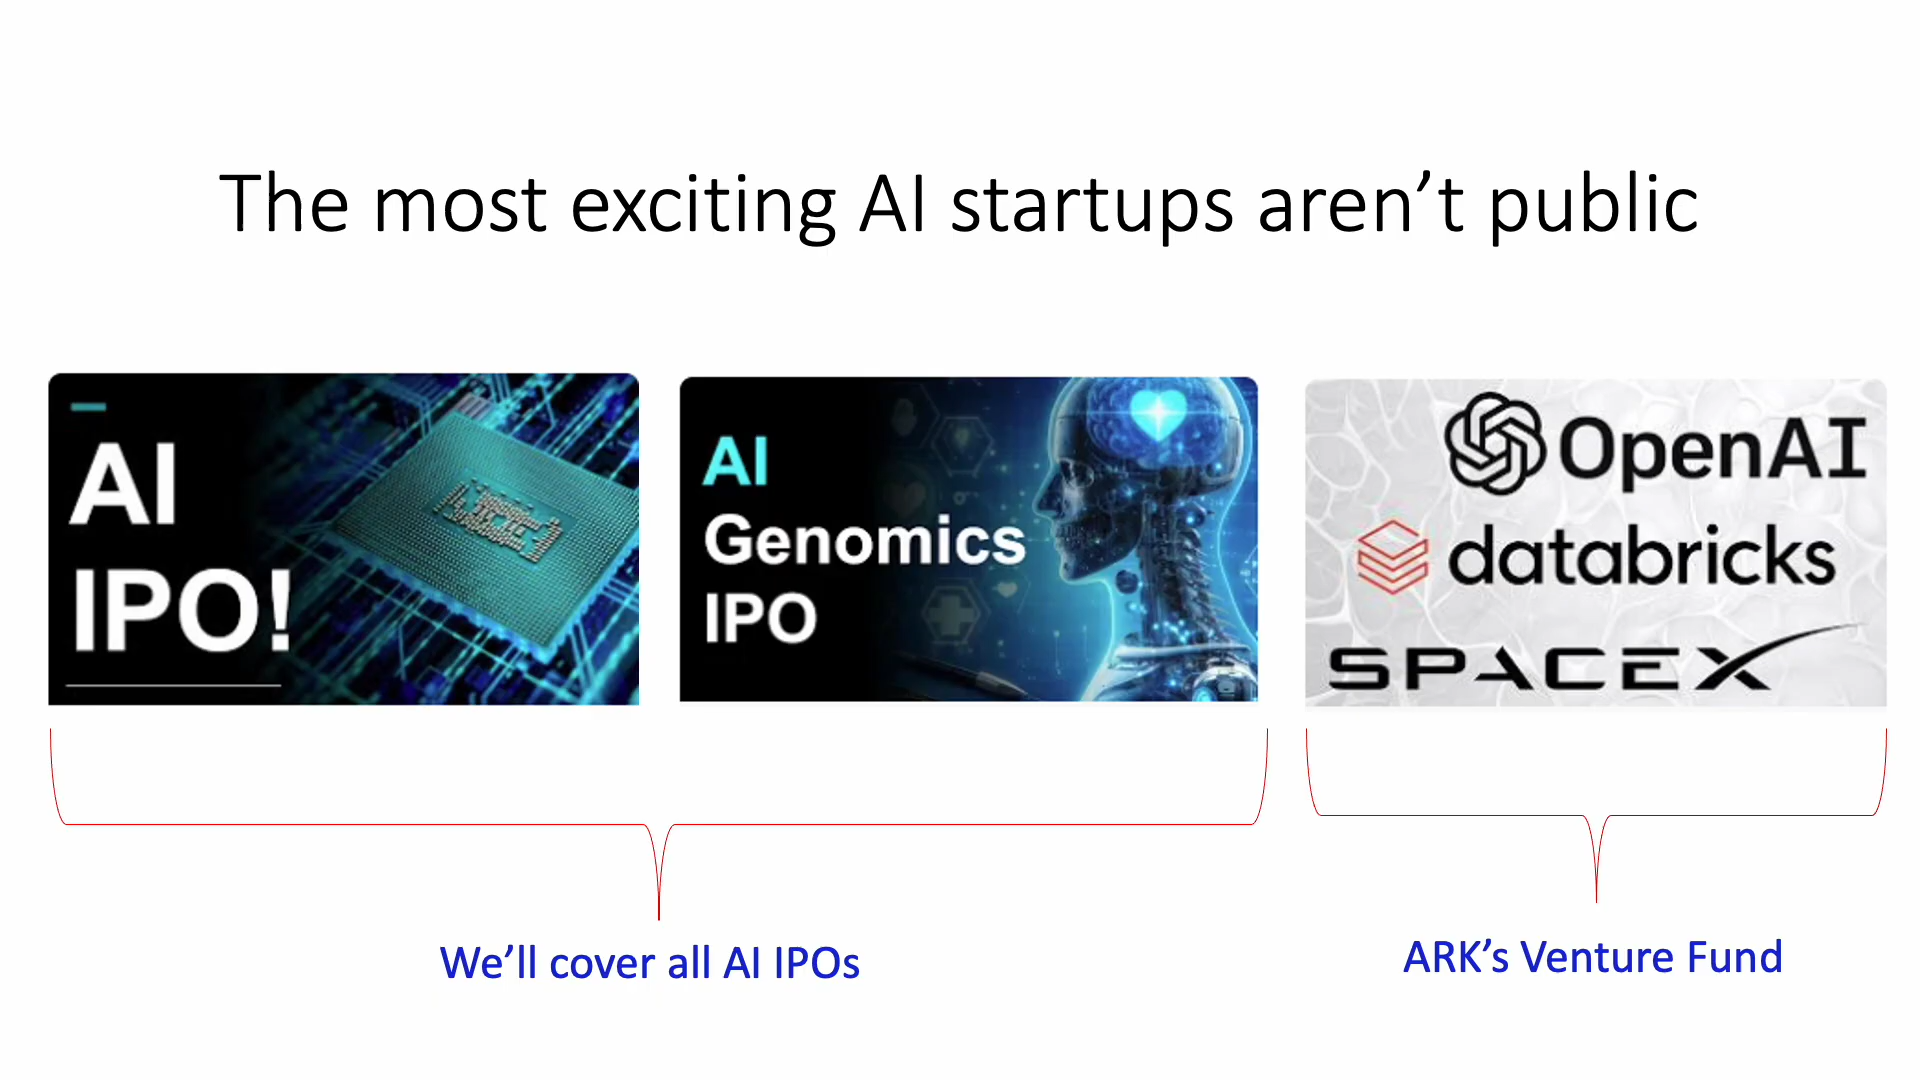 The most exciting AI startups aren’t public
AI
IPO!
AI
Genomics
IPO
OpenAI
databricks
SPACEX
We’ll cover all AI IPOs
ARK’s Venture Fund